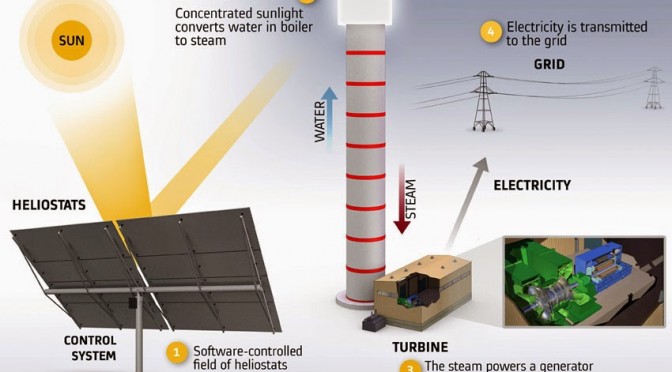 Concentrated sunlight
converts water in boiler
to steam
SUN
4 Electricity is transmitted
to the grid
GRID
WATER
STEAM
ELECTRICITY
HELIOSTATS
CONTROL
SYSTEM
1 Software-controlled
field of heliostats
TURBINE
3 The steam powers a generator